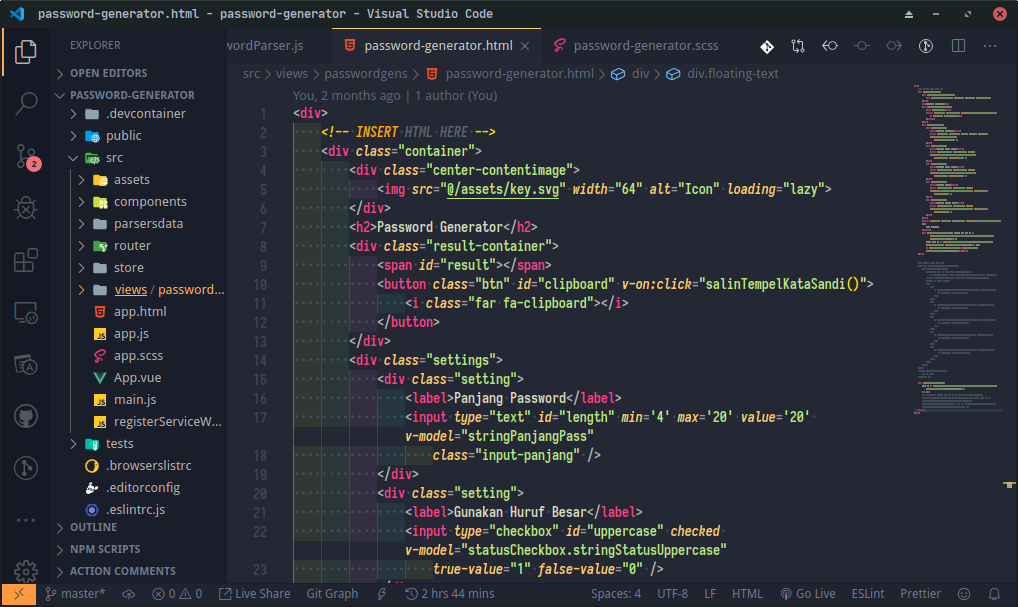 password-generator.html - password-generator - Visual Studio Code
EXPLORER
wordParser.js
password-generator.html
password-generator.scss
src > views > passwordgens > password-generator.html > div > div.floating-text
OPEN EDITORS
PASSWORD-GENERATOR
.devcontainer
public
src
assets
components
parsersdata
router
store
views / password...
app.html
app.js
app.scss
App.vue
main.js
registerServiceW...
tests
.browserslistrc
.editorconfig
.eslintrc.js
OUTLINE
NPM SCRIPTS
ACTION COMMENTS
2
You, 2 months ago | 1 author (You)
1 <div>
2 <!-- INSERT HTML HERE -->
3 <div class="container">
4 <div class="center-contentimage">
5 <img src="@/assets/key.svg" width="64" alt="Icon" loading="lazy">
6 </div>
7 <h2>Password Generator</h2>
8 <div class="result-container">
9 <span id="result"></span>
10 <button class="btn" id="clipboard" v-on:click="salinTempelKataSandi()">
11 <i class="far fa-clipboard"></i>
12 </button>
13 </div>
14 <div class="settings">
15 <div class="setting">
16 <label>Panjang Password</label>
17 <input type="text" id="length" min='4' max='20' value='20'
v-model="stringPanjangPass"
18 class="input-panjang" />
19 </div>
20 <div class="setting">
21 <label>Gunakan Huruf Besar</label>
22 <input type="checkbox" id="uppercase" checked
v-model="statusCheckbox.stringStatusUppercase"
23 true-value="1" false-value="0" />
master* 0 0 Live Share Git Graph 2 hrs 44 mins Spaces: 4 UTF-8 LF HTML Go Live ESLint Prettier